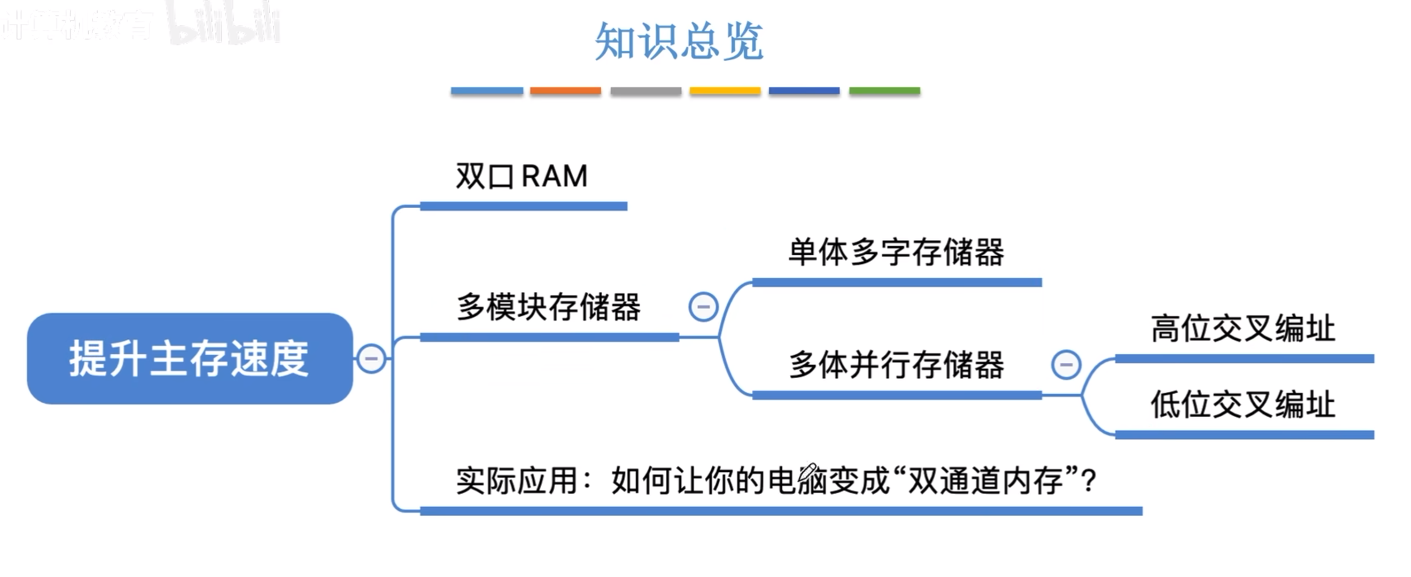 bilibili
知识总览
双口 RAM
单体多字存储器
多模块存储器
高位交叉编址
提升主存速度
多体并行存储器
低位交叉编址
实际应用：如何让你的电脑变成“双通道内存”？